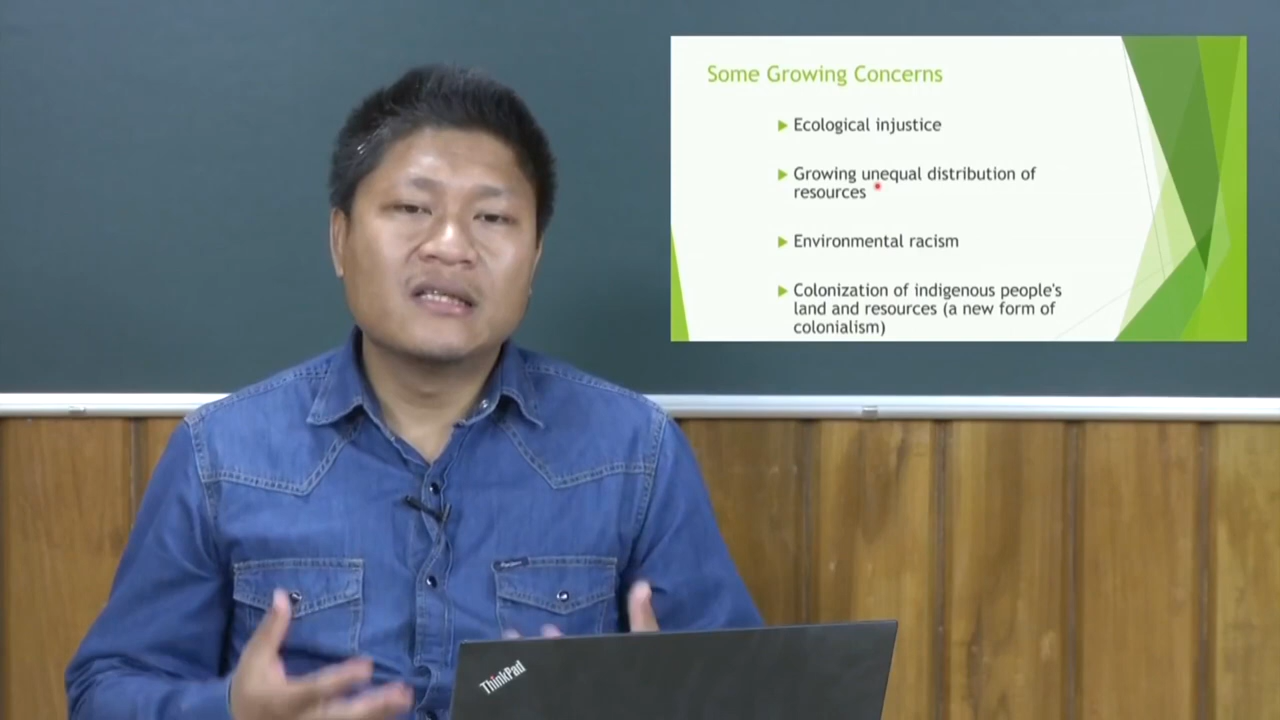 Some Growing Concerns
Ecological injustice
Growing unequal distribution of
resources
Environmental racism
Colonization of indigenous people's
land and resources (a new form of
colonialism)
ThinkPad